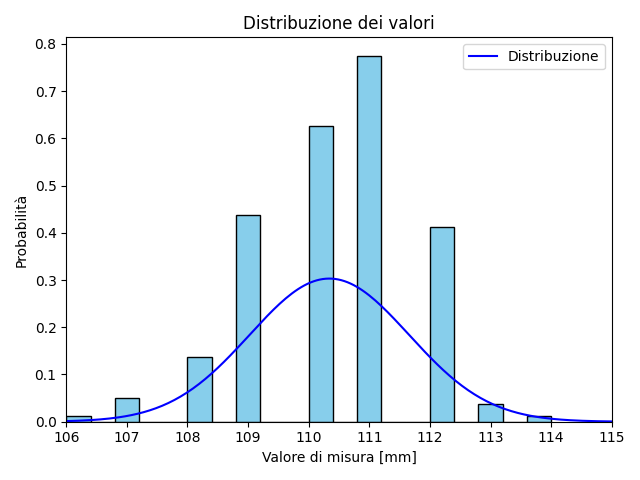 Distribuzione dei valori
Distribuzione
0.8
0.7
0.6
0.5
0.4
0.3
0.2
0.1
0.0
Probabilità
106 107 108 109 110 111 112 113 114 115
Valore di misura [mm]